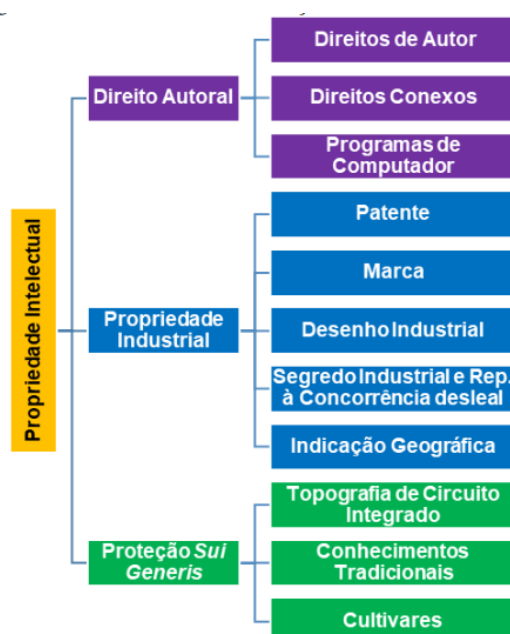 Propriedade Intelectual
Direito Autoral
Direitos de Autor
Direitos Conexos
Programas de
Computador
Propriedade
Industrial
Patente
Marca
Desenho Industrial
Segredo Industrial e Rep.
à Concorrência desleal
Indicação Geográfica
Proteção Sui
Generis
Topografia de Circuito
Integrado
Conhecimentos
Tradicionais
Cultivares